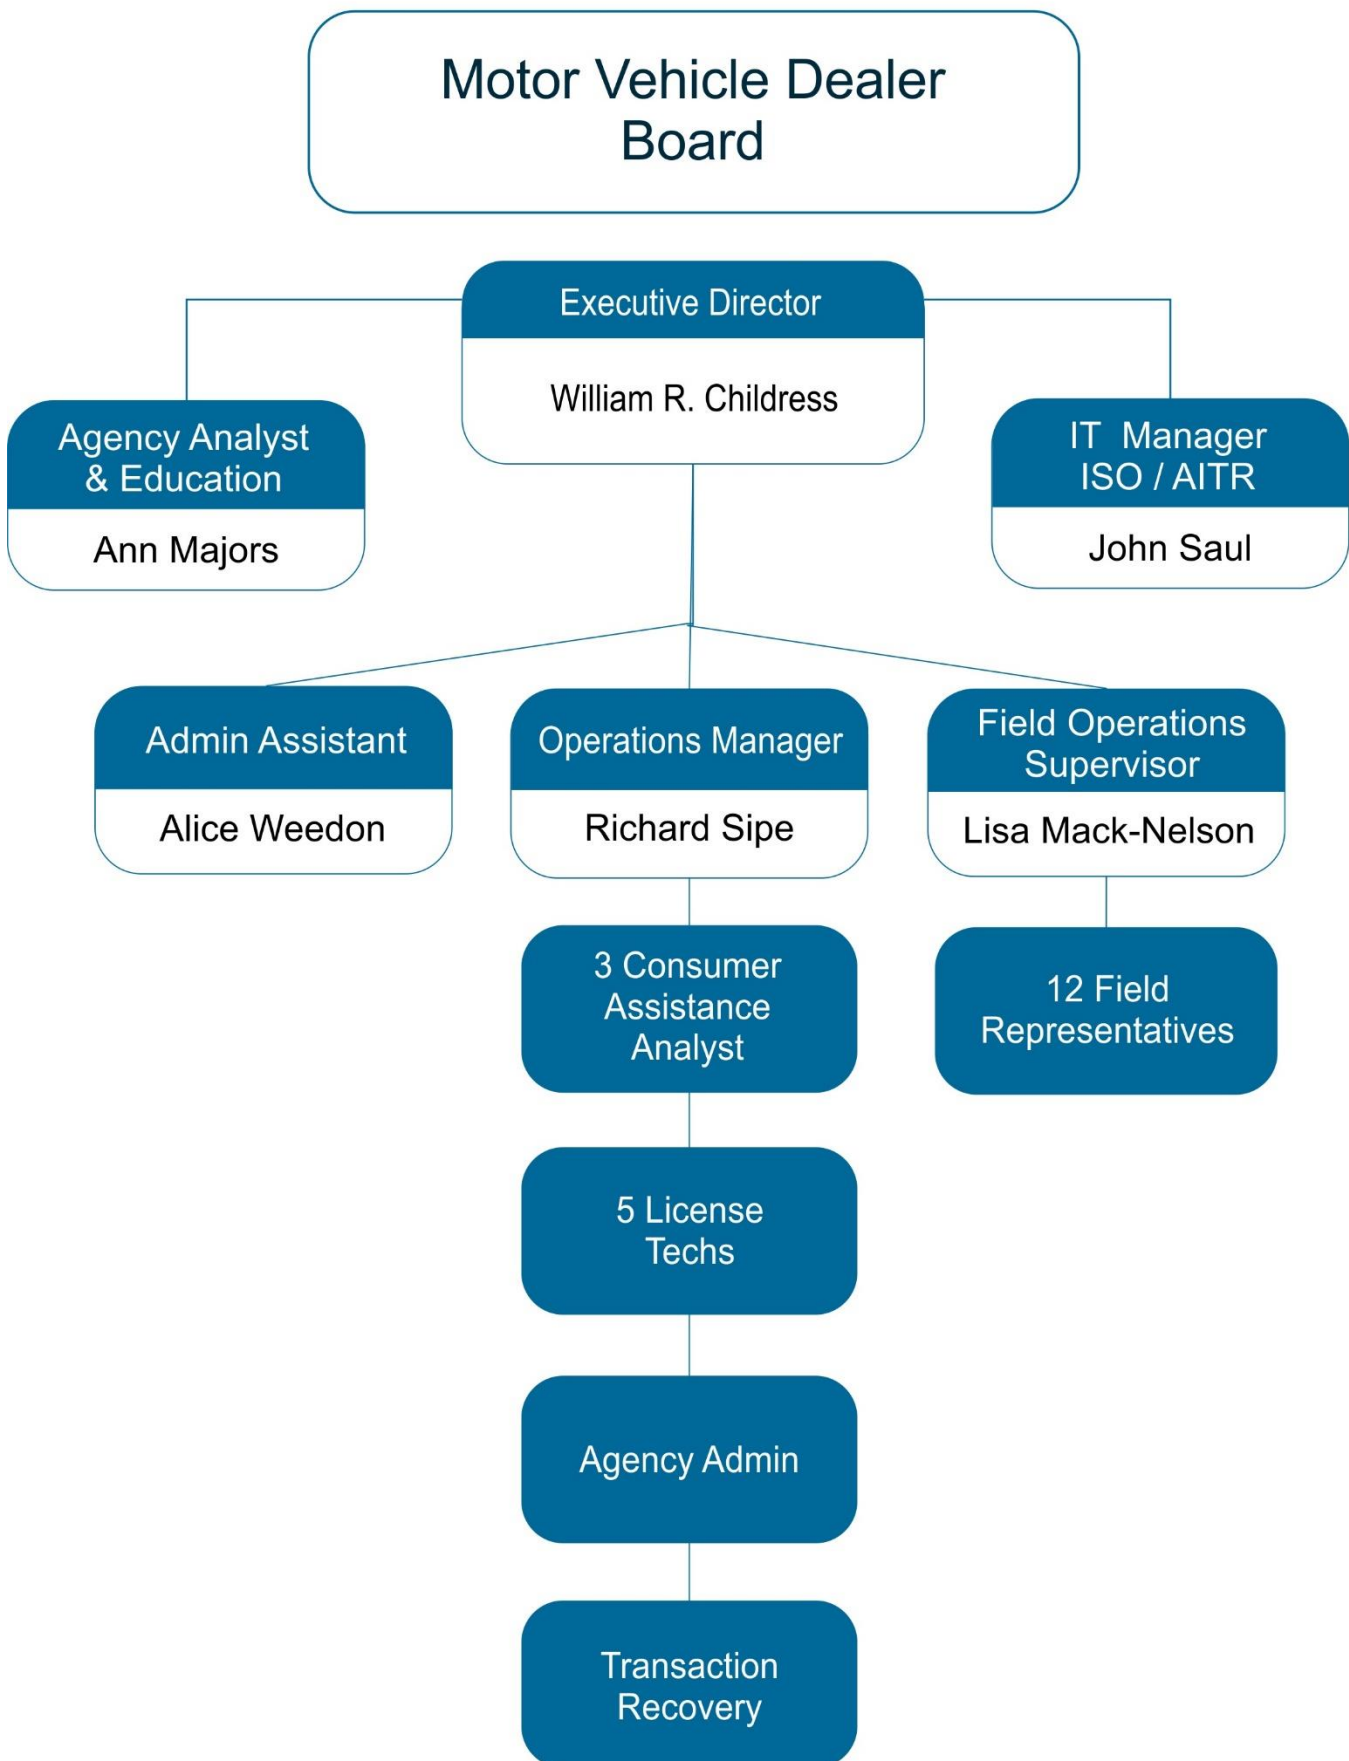 Motor Vehicle Dealer
Board
Executive Director
William R. Childress
Agency Analyst
& Education
Ann Majors
IT Manager
ISO / AITR
John Saul
Admin Assistant
Alice Weedon
Operations Manager
Richard Sipe
Field Operations
Supervisor
Lisa Mack-Nelson
3 Consumer
Assistance
Analyst
12 Field
Representatives
5 License
Techs
Agency Admin
Transaction
Recovery